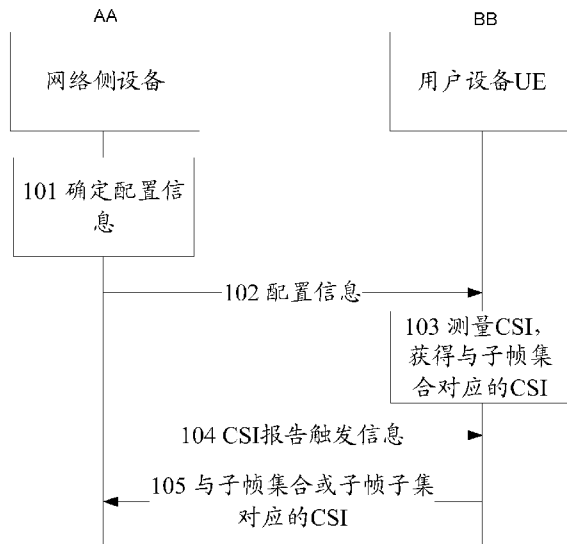 AA
BB
网络侧设备
用户设备UE
101 确定配置信
息
102 配置信息
103 测量CSI,
获得与子帧集
合对应的CSI
104 CSI报告触发信息
105 与子帧集合或子帧子集
对应的CSI